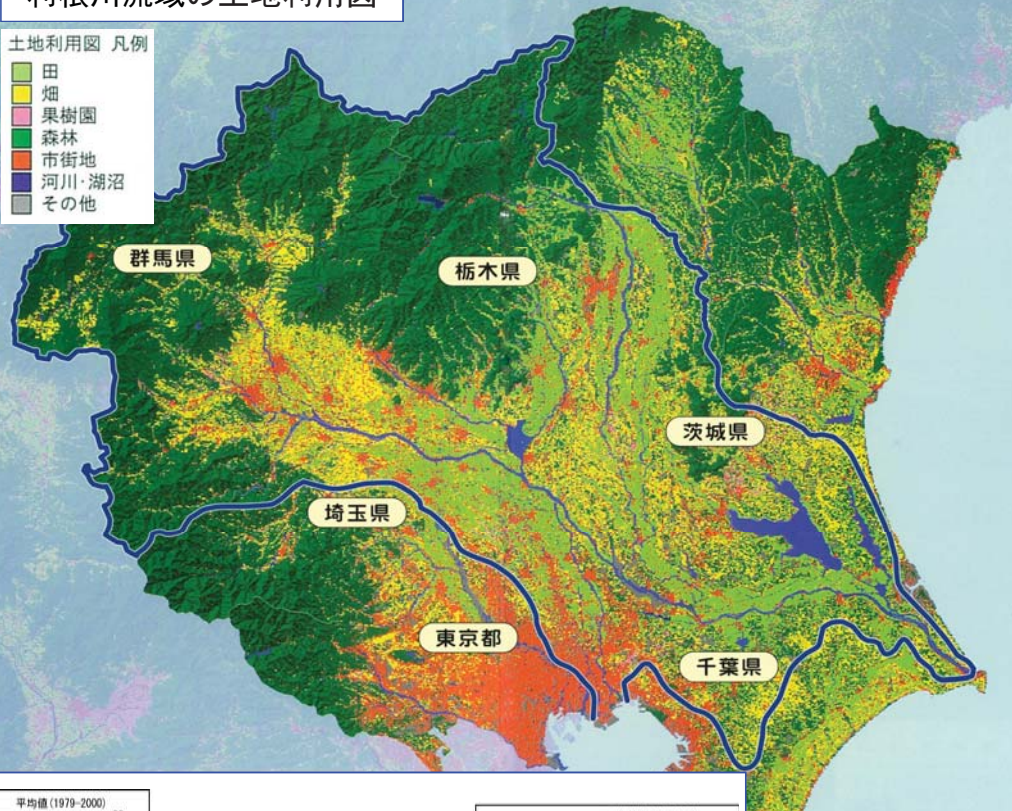 利根川流域の土地利用図
土地利用図 凡例
田
畑
果樹園
森林
市街地
河川・湖沼
その他
群馬県
栃木県
茨城県
埼玉県
東京都
千葉県
平均値(1979-2000)